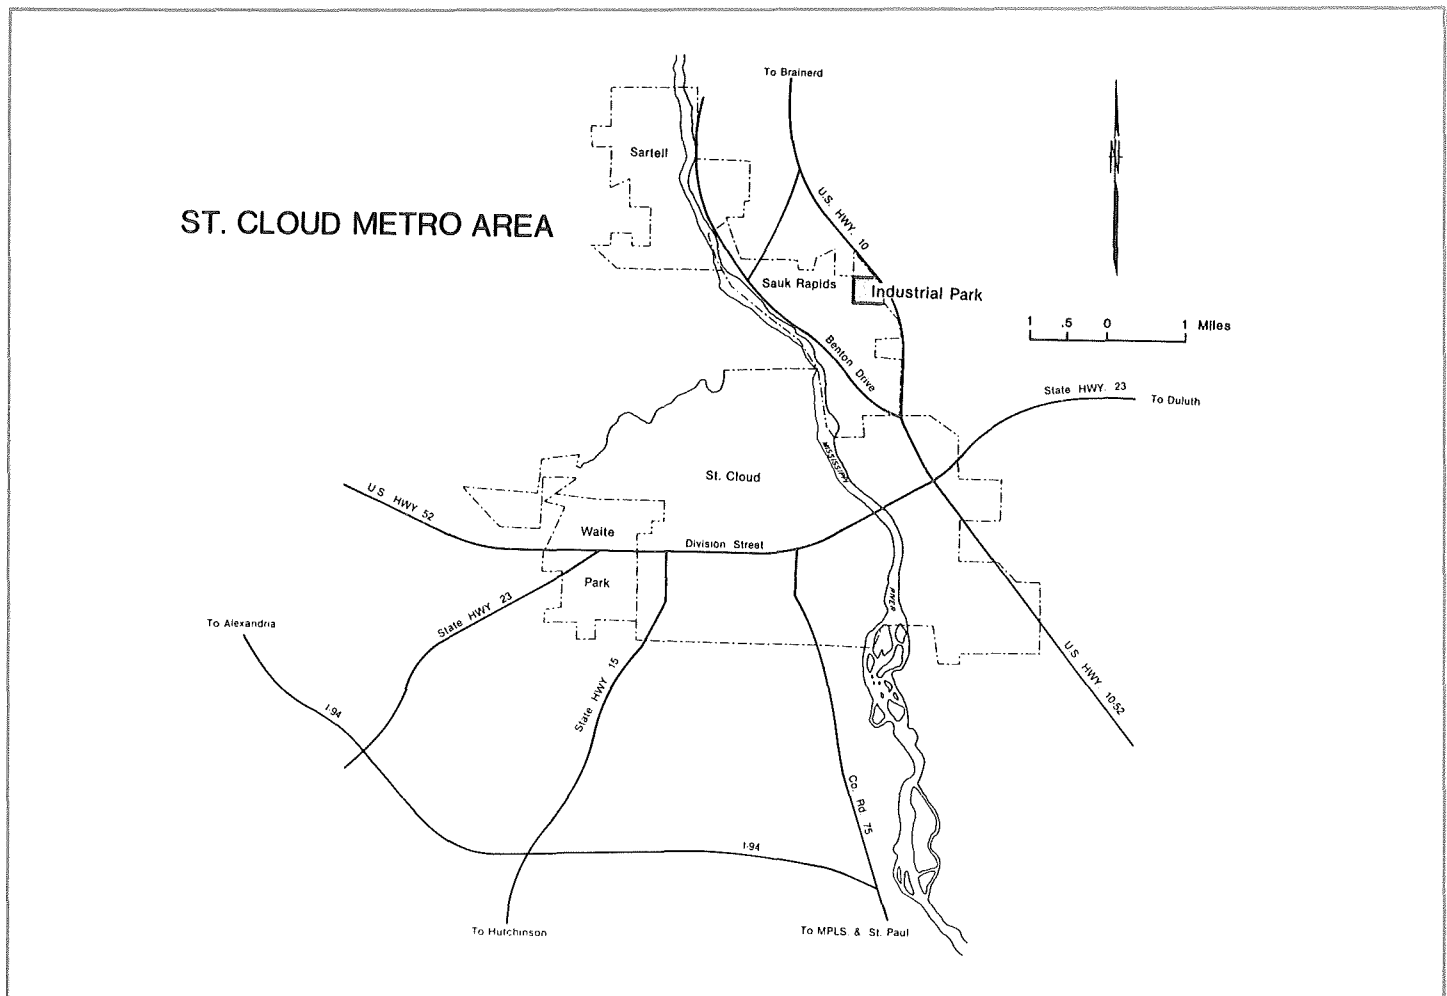 To Brainerd
N
Sartell
ST. CLOUD METRO AREA
U.S. HWY. 10
Sauk Rapids
Industrial Park
1 .5 0 1 Miles
Benton Drive
State HWY. 23
To Duluth
MISSISSIPPI
St. Cloud
U.S. HWY 52
Waite
Division Street
Park
RIVER
State HWY 23
To Alexandria
State HWY 15
U.S. HWY. 10-52
I-94
Co. Rd 75
I-94
To Hutchinson
To MPLS. & St. Paul